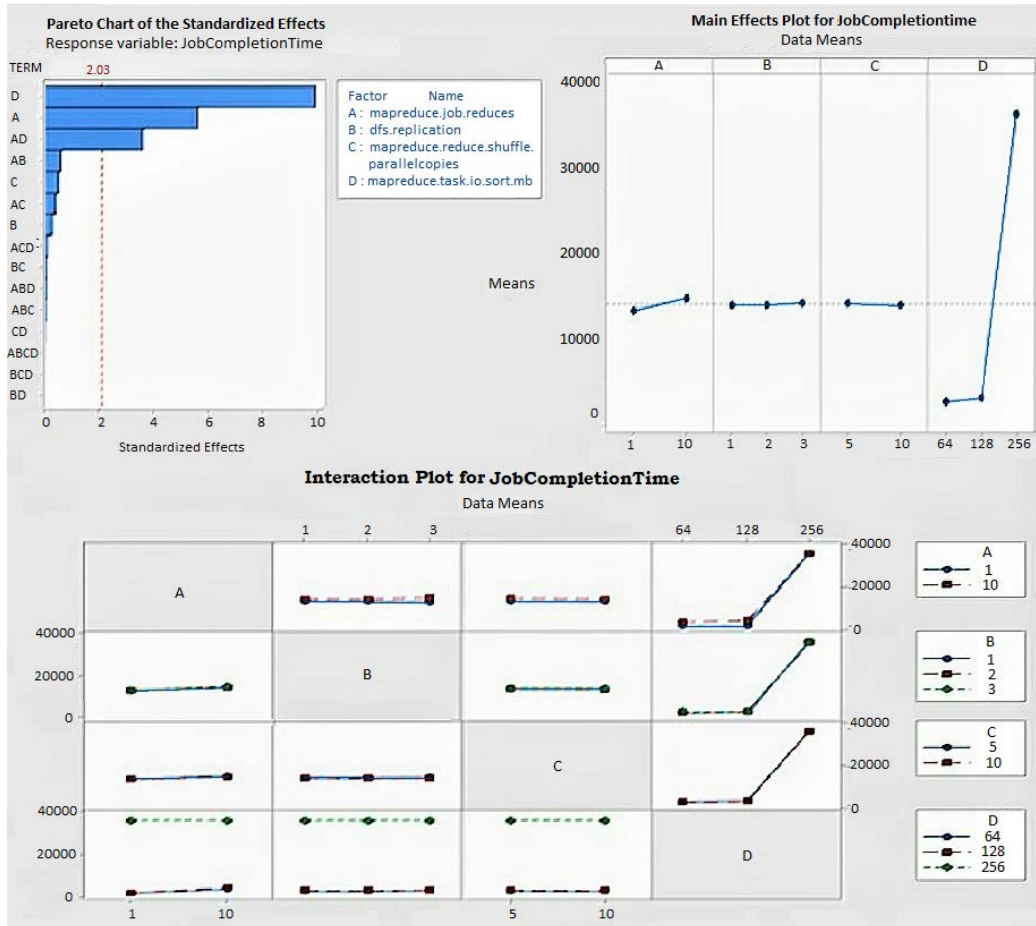 Pareto Chart of the Standardized Effects
Response variable: JobCompletionTime
TERM
2.03
D
A
AD
AB
C
AC
B
ACD
BC
ABD
ABC
CD
ABCD
BCD
BD
0 2 4 6 8 10
Standardized Effects
Factor Name
A : mapreduce.job.reduces
B : dfs.replication
C : mapreduce.reduce.shuffle.
parallelcopies
D : mapreduce.task.io.sort.mb
Main Effects Plot for JobCompletiontime
Data Means
A B C D
40000
30000
20000
10000
0
Means
1 10 1 2 3 5 10 64 128 256
Interaction Plot for JobCompletionTime
Data Means
1 2 3 64 128 256
A
40000
20000
0
A
1
10
40000
20000
0
B
B
1
2
3
C
40000
20000
0
C
5
10
40000
20000
0
D
D
64
128
256
1 10 5 10